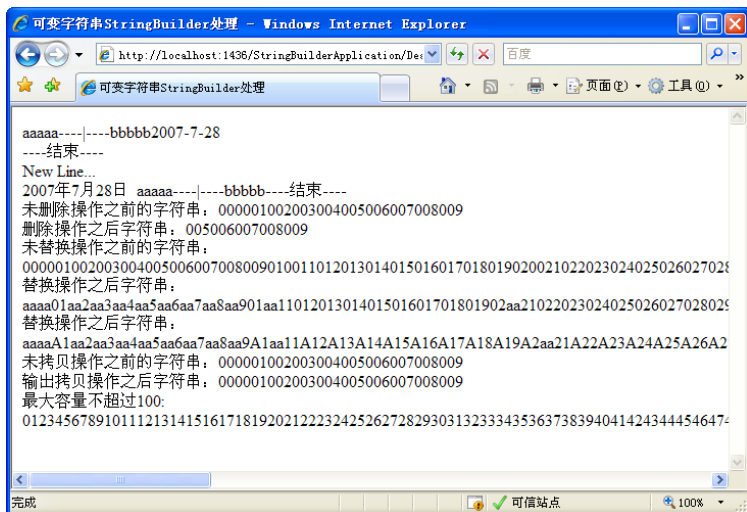 可变字符串StringBuilder处理 - Windows Internet Explorer
http://localhost:1436/StringBuilderApplication/De
百度
可变字符串StringBuilder处理
页面(P)
工具(O)
»
aaaaa----|----bbbbb2007-7-28
----结束----
New Line...
2007年7月28日 aaaaa----|----bbbbb----结束----
未删除操作之前的字符串：000001002003004005006007008009
删除操作之后字符串：005006007008009
未替换操作之前的字符串：
000001002003004005006007008009010011012013014015016017018019020021022023024025026027028
替换操作之后字符串：
aaaa01aa2aa3aa4aa5aa6aa7aa8aa901aa1101201301401501601701801902aa21022023024025026027028029
替换操作之后字符串：
aaaaA1aa2aa3aa4aa5aa6aa7aa8aa9A1aa11A12A13A14A15A16A17A18A19A2aa21A22A23A24A25A26A2
未拷贝操作之前的字符串：000001002003004005006007008009
输出拷贝操作之后字符串：000001002003004005006007008009
最大容量不超过100:
012345678910111213141516171819202122232425262728293031323334353637383940414243444546474
完成
可信站点
100%